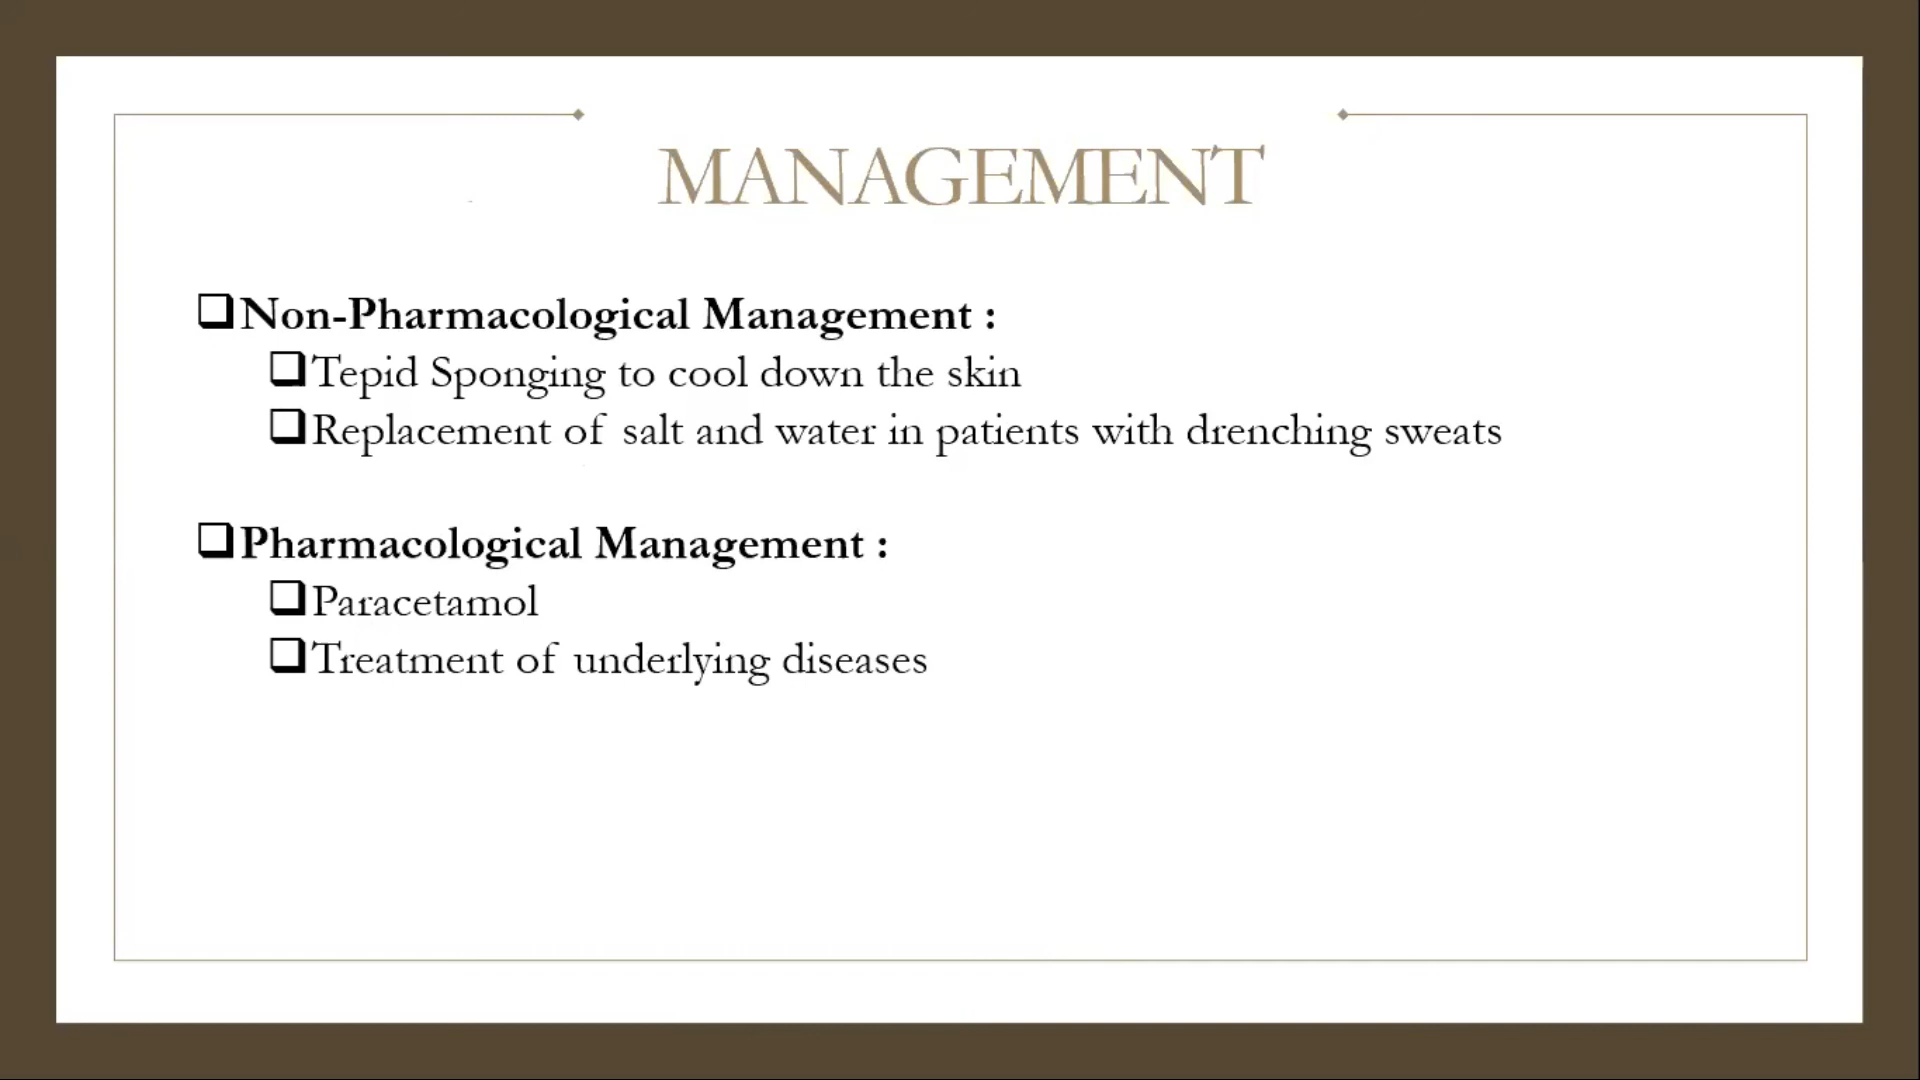 MANAGEMENT
❑Non-Pharmacological Management :
❑Tepid Sponging to cool down the skin
❑Replacement of salt and water in patients with drenching sweats
❑Pharmacological Management :
❑Paracetamol
❑Treatment of underlying diseases